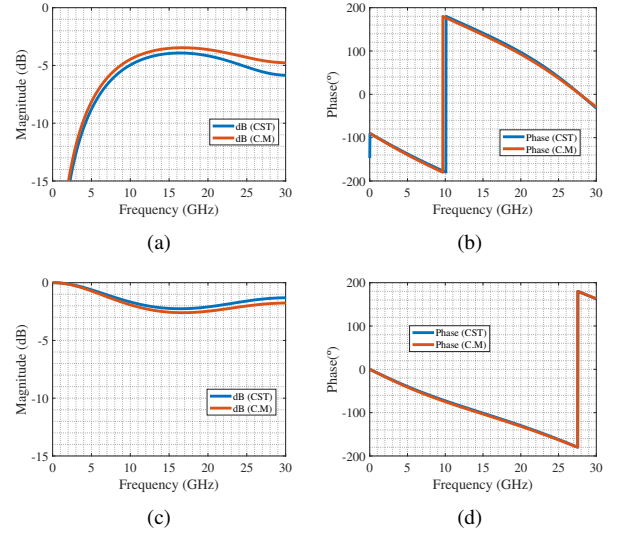 0
-5
-10
-15
Magnitude (dB)
dB (CST)
dB (C.M)
0 5 10 15 20 25 30
Frequency (GHz)
(a)
200
100
0
-100
-200
Phase(º)
Phase (CST)
Phase (C.M)
0 5 10 15 20 25 30
Frequency (GHz)
(b)
0
-5
-10
-15
Magnitude (dB)
dB (CST)
dB (C.M)
0 5 10 15 20 25 30
Frequency (GHz)
(c)
200
100
0
-100
-200
Phase(º)
Phase (CST)
Phase (C.M)
0 5 10 15 20 25 30
Frequency (GHz)
(d)